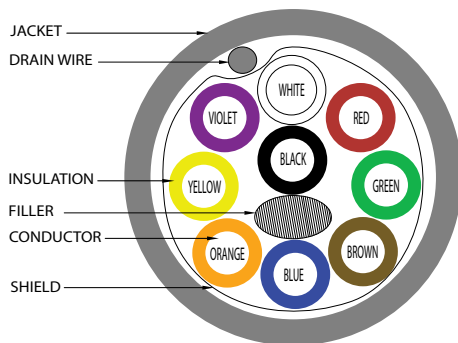 JACKET
DRAIN WIRE
WHITE
VIOLET
RED
BLACK
INSULATION
YELLOW
GREEN
FILLER
CONDUCTOR
ORANGE
BROWN
BLUE
SHIELD